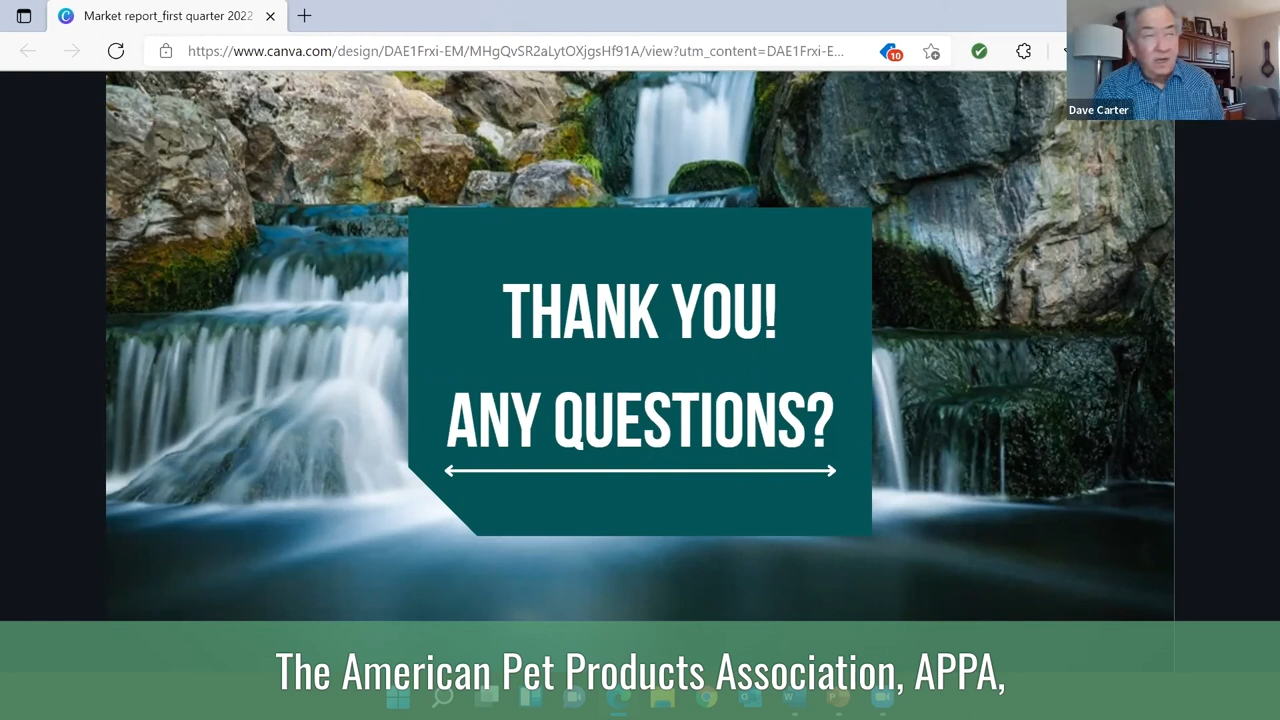 Market report_first quarter 2022
https://www.canva.com/design/DAE1Frxi-EM/MHgQvSR2aLytOXjgsHf91A/view?utm_content=DAE1Frxi-E...
10
Dave Carter
THANK YOU!
ANY QUESTIONS?
The American Pet Products Association, APPA,